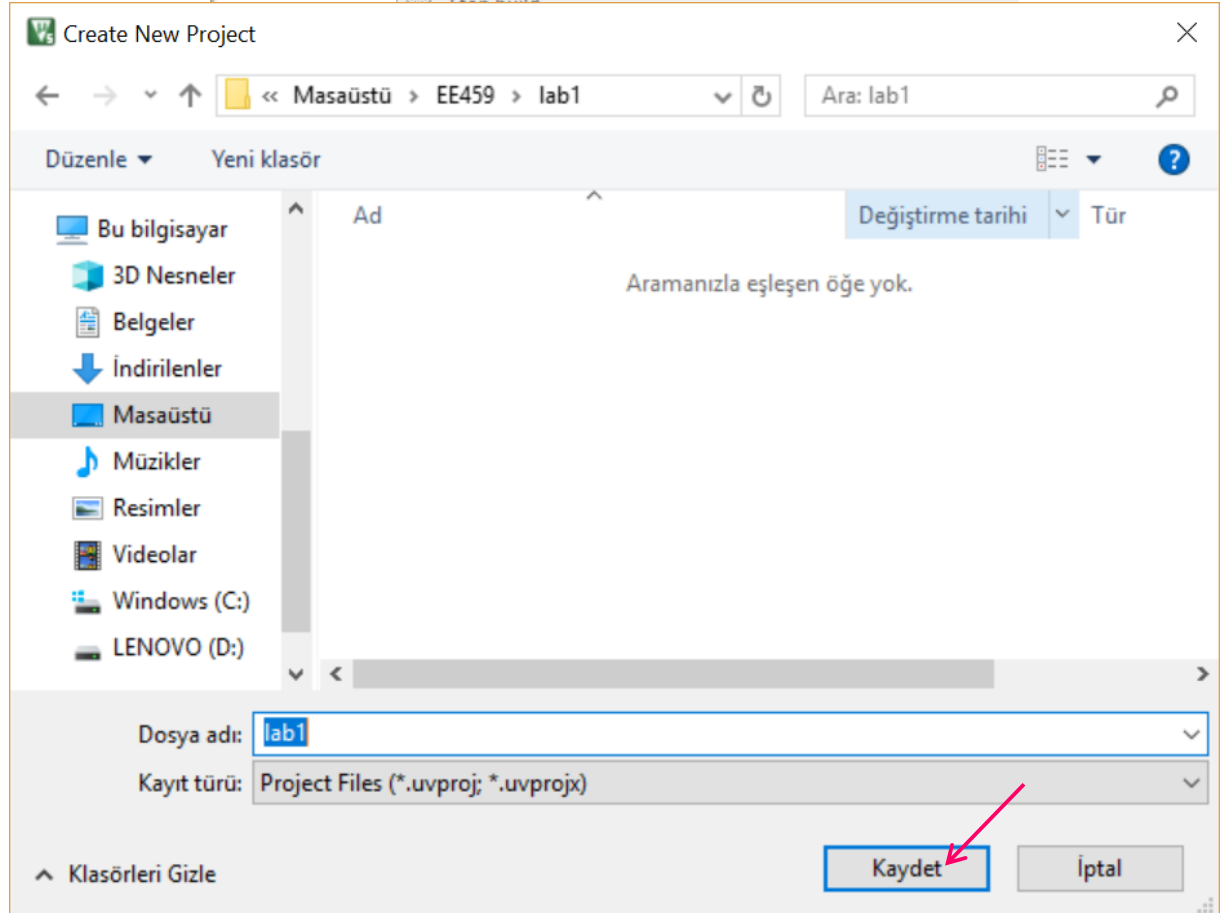 Create New Project
« Masaüstü > EE459 > lab1
Ara: lab1
Düzenle
Yeni klasör
Ad
Değiştirme tarihi
Tür
Bu bilgisayar
3D Nesneler
Belgeler
İndirilenler
Masaüstü
Müzikler
Resimler
Videolar
Windows (C:)
LENOVO (D:)
Aramanızla eşleşen öğe yok.
Dosya adı: lab1
Kayıt türü: Project Files (*.uvproj; *.uvprojx)
Klasörleri Gizle
Kaydet
İptal